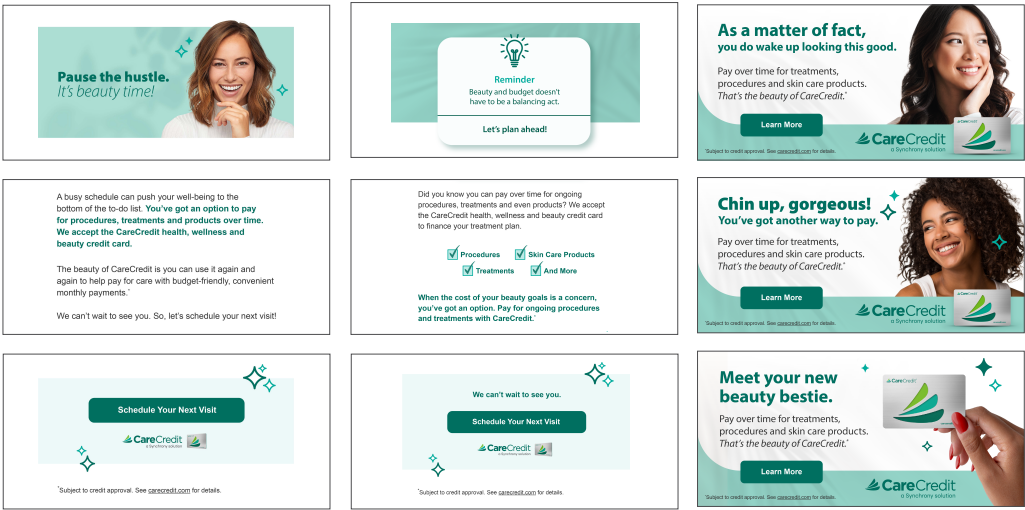 Pause the hustle.
It's beauty time!
Reminder
Beauty and budget doesn't
have to be a balancing act.
Let's plan ahead!
As a matter of fact,
you do wake up looking this good.
Pay over time for treatments,
procedures and skin care products.
That's the beauty of CareCredit.*
Learn More
CareCredit
a Synchrony solution
*Subject to credit approval. See carecredit.com for details.
A busy schedule can push your well-being to the
bottom of the to-do list. You've got an option to pay
for procedures, treatments and products over time.
We accept the CareCredit health, wellness and
beauty credit card.
The beauty of CareCredit is you can use it again and
again to help pay for care with budget-friendly, convenient
monthly payments.*
We can't wait to see you. So, let's schedule your next visit!
Did you know you can pay over time for ongoing
procedures, treatments and even products? We accept
the CareCredit health, wellness and beauty credit card
to finance your treatment plan.
Procedures
Skin Care Products
Treatments
And More
When the cost of your beauty goals is a concern,
you've got an option. Pay for ongoing procedures
and treatments with CareCredit.*
Chin up, gorgeous!
You've got another way to pay.
Pay over time for treatments,
procedures and skin care products.
That's the beauty of CareCredit.*
Learn More
CareCredit
a Synchrony solution
*Subject to credit approval. See carecredit.com for details.
Schedule Your Next Visit
CareCredit
a Synchrony solution
*Subject to credit approval. See carecredit.com for details.
We can't wait to see you.
Schedule Your Next Visit
CareCredit
a Synchrony solution
*Subject to credit approval. See carecredit.com for details.
Meet your new
beauty bestie.
Pay over time for treatments,
procedures and skin care products.
That's the beauty of CareCredit.*
Learn More
CareCredit
CareCredit
a Synchrony solution
*Subject to credit approval. See carecredit.com for details.